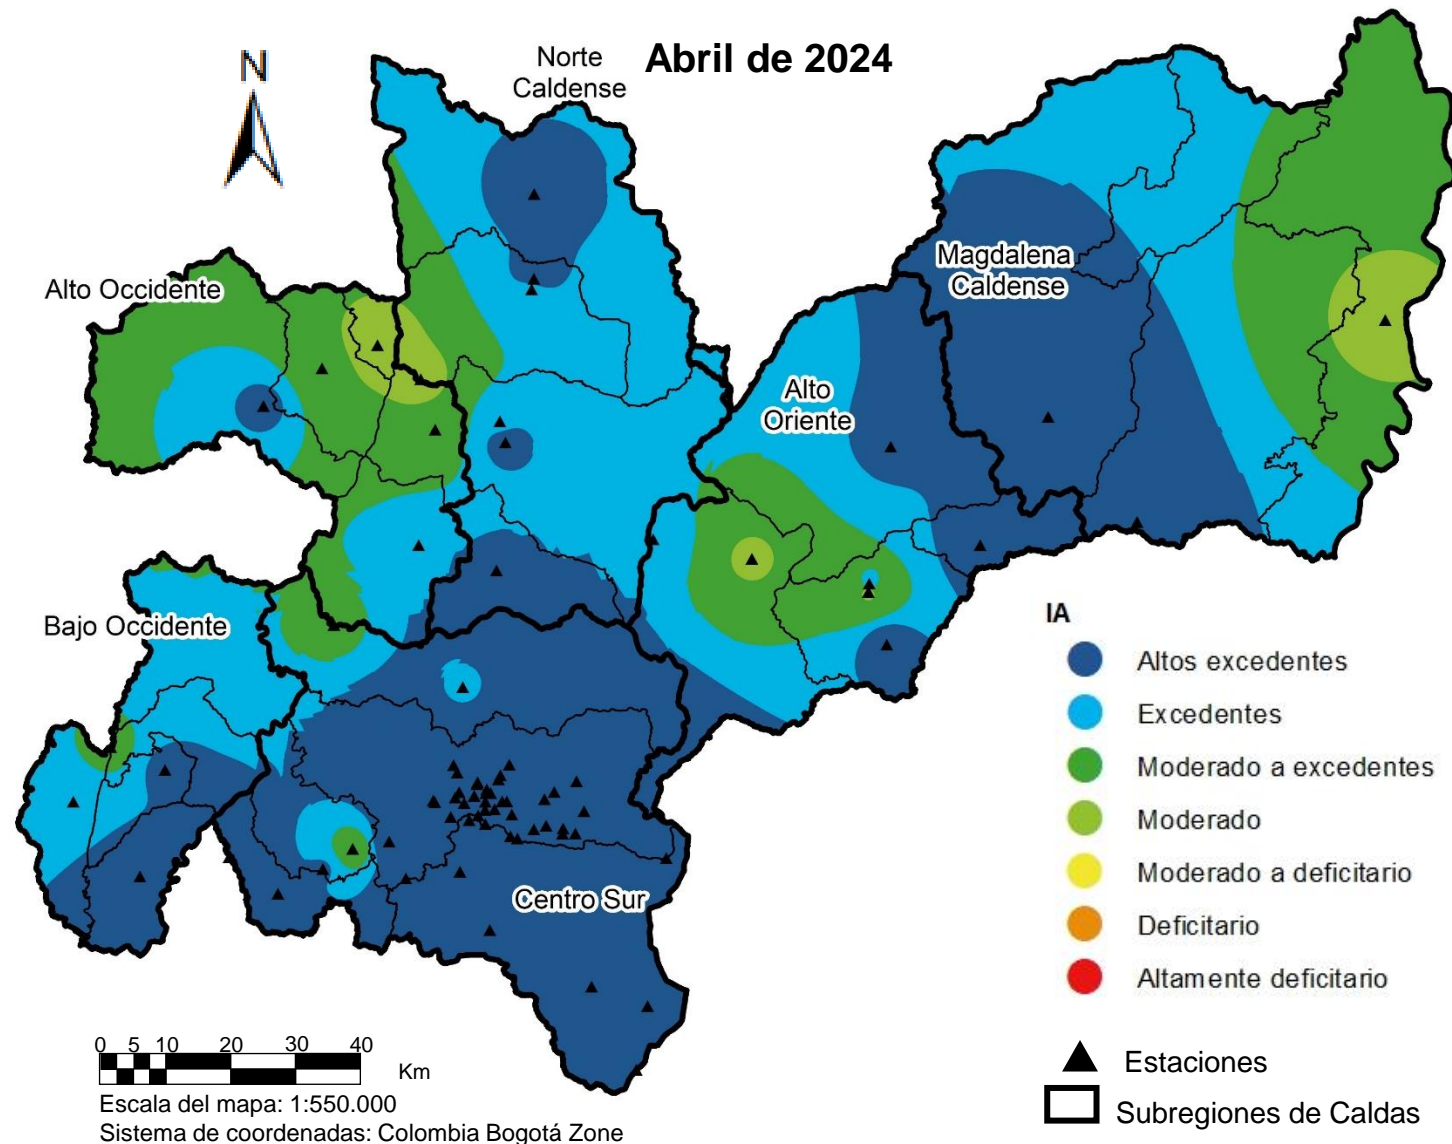 Abril de 2024
N
Norte
Caldense
Alto Occidente
Magdalena
Caldense
Alto
Oriente
Bajo Occidente
Centro Sur
IA
Altos excedentes
Excedentes
Moderado a excedentes
Moderado
Moderado a deficitario
Deficitario
Altamente deficitario
Estaciones
Subregiones de Caldas
0 5 10 20 30 40
Km
Escala del mapa: 1:550.000
Sistema de coordenadas: Colombia Bogotá Zone